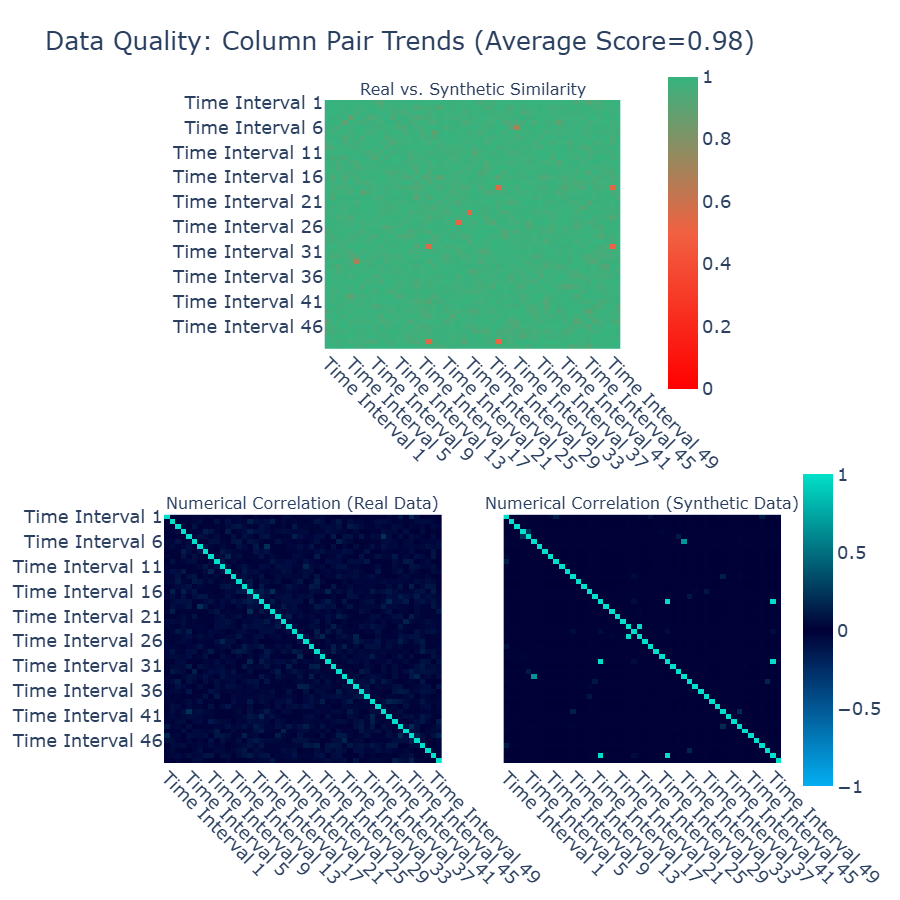 Data Quality: Column Pair Trends (Average Score=0.98)
Real vs. Synthetic Similarity
Time Interval 1
Time Interval 6
Time Interval 11
Time Interval 16
Time Interval 21
Time Interval 26
Time Interval 31
Time Interval 36
Time Interval 41
Time Interval 46
Time Interval 1
Time Interval 5
Time Interval 9
Time Interval 13
Time Interval 17
Time Interval 21
Time Interval 25
Time Interval 29
Time Interval 33
Time Interval 37
Time Interval 41
Time Interval 45
Time Interval 49
1
0.8
0.6
0.4
0.2
0
Numerical Correlation (Real Data)
Time Interval 1
Time Interval 6
Time Interval 11
Time Interval 16
Time Interval 21
Time Interval 26
Time Interval 31
Time Interval 36
Time Interval 41
Time Interval 46
Time Interval 1
Time Interval 5
Time Interval 9
Time Interval 13
Time Interval 17
Time Interval 21
Time Interval 25
Time Interval 29
Time Interval 33
Time Interval 37
Time Interval 41
Time Interval 45
Time Interval 49
Numerical Correlation (Synthetic Data)
Time Interval 1
Time Interval 5
Time Interval 9
Time Interval 13
Time Interval 17
Time Interval 21
Time Interval 25
Time Interval 29
Time Interval 33
Time Interval 37
Time Interval 41
Time Interval 45
Time Interval 49
1
0.5
0
−0.5
−1